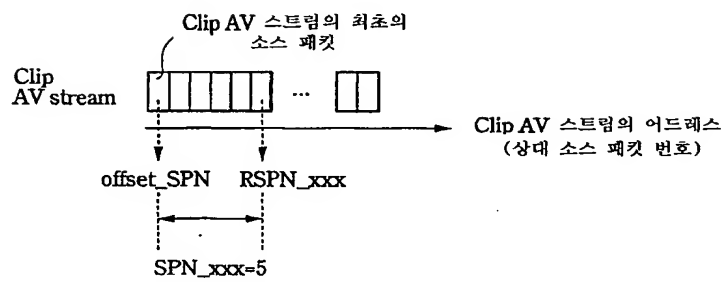 Clip AV 스트림의 최초의
소스 패킷
Clip
AV stream
...
Clip AV 스트림의 어드레스
(상대 소스 패킷 번호)
offset_SPN RSPN_xxx
SPN_xxx=5